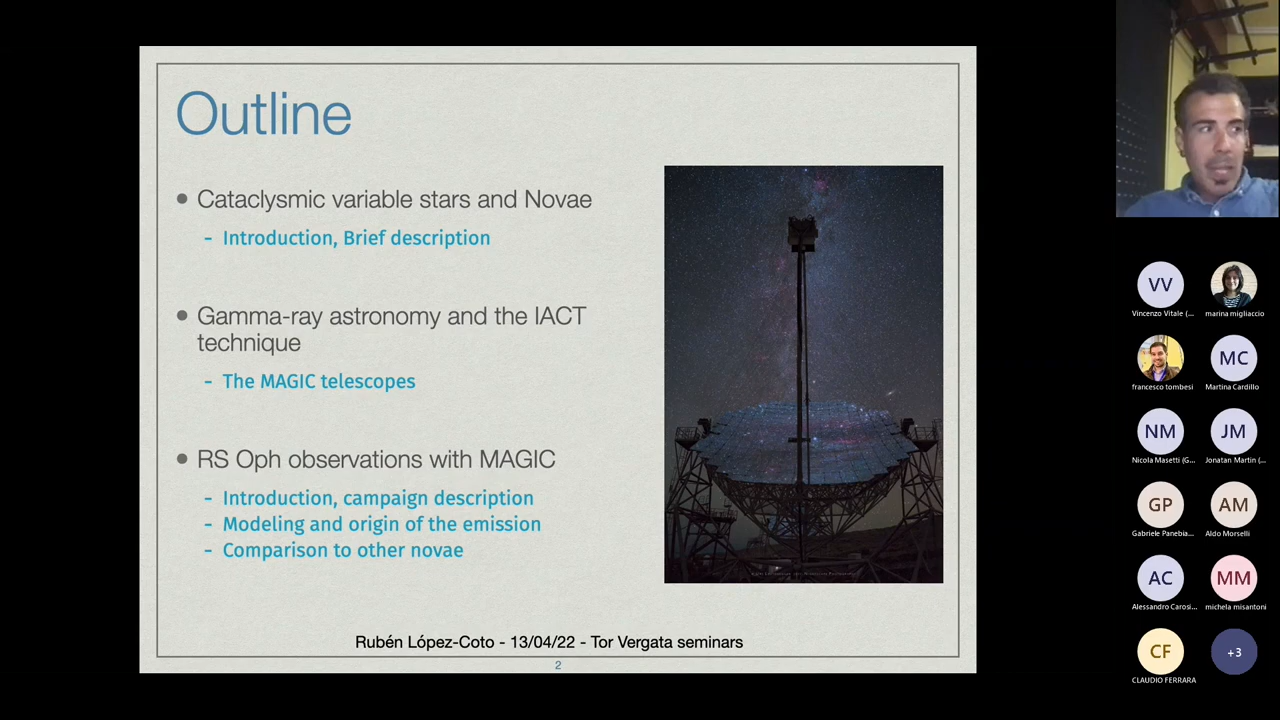 Outline
Cataclysmic variable stars and Novae
- Introduction, Brief description
Gamma-ray astronomy and the IACT
technique
- The MAGIC telescopes
RS Oph observations with MAGIC
- Introduction, campaign description
- Modeling and origin of the emission
- Comparison to other novae
Rubén López-Coto - 13/04/22 - Tor Vergata seminars
2
VV
Vincenzo Vitale (...
marina migliaccio
francesco tombesi
MC
Martina Cardillo
NM
Nicola Masetti (G...
JM
Jonatan Martin (...
GP
Gabriele Panebia...
AM
Aldo Morselli
AC
Alessandro Carosi...
MM
michela misantoni
CF
CLAUDIO FERRARA
+3